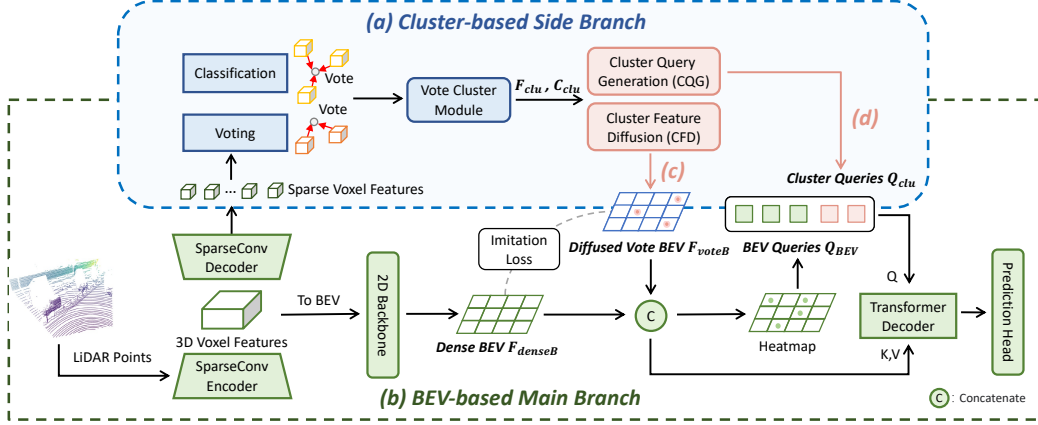 (a) Cluster-based Side Branch
Classification
Vote
Vote
Voting
Vote Cluster
Module
F_clu , C_clu
Cluster Query
Generation (CQG)
Cluster Feature
Diffusion (CFD)
(d)
(c)
Sparse Voxel Features
Cluster Queries Q_clu
SparseConv
Decoder
Imitation
Loss
Diffused Vote BEV F_voteB
BEV Queries Q_BEV
To BEV
2D Backbone
3D Voxel Features
Dense BEV F_denseB
C
Heatmap
Q
Transformer
Decoder
K,V
Prediction Head
LiDAR Points
SparseConv
Encoder
(b) BEV-based Main Branch
C : Concatenate